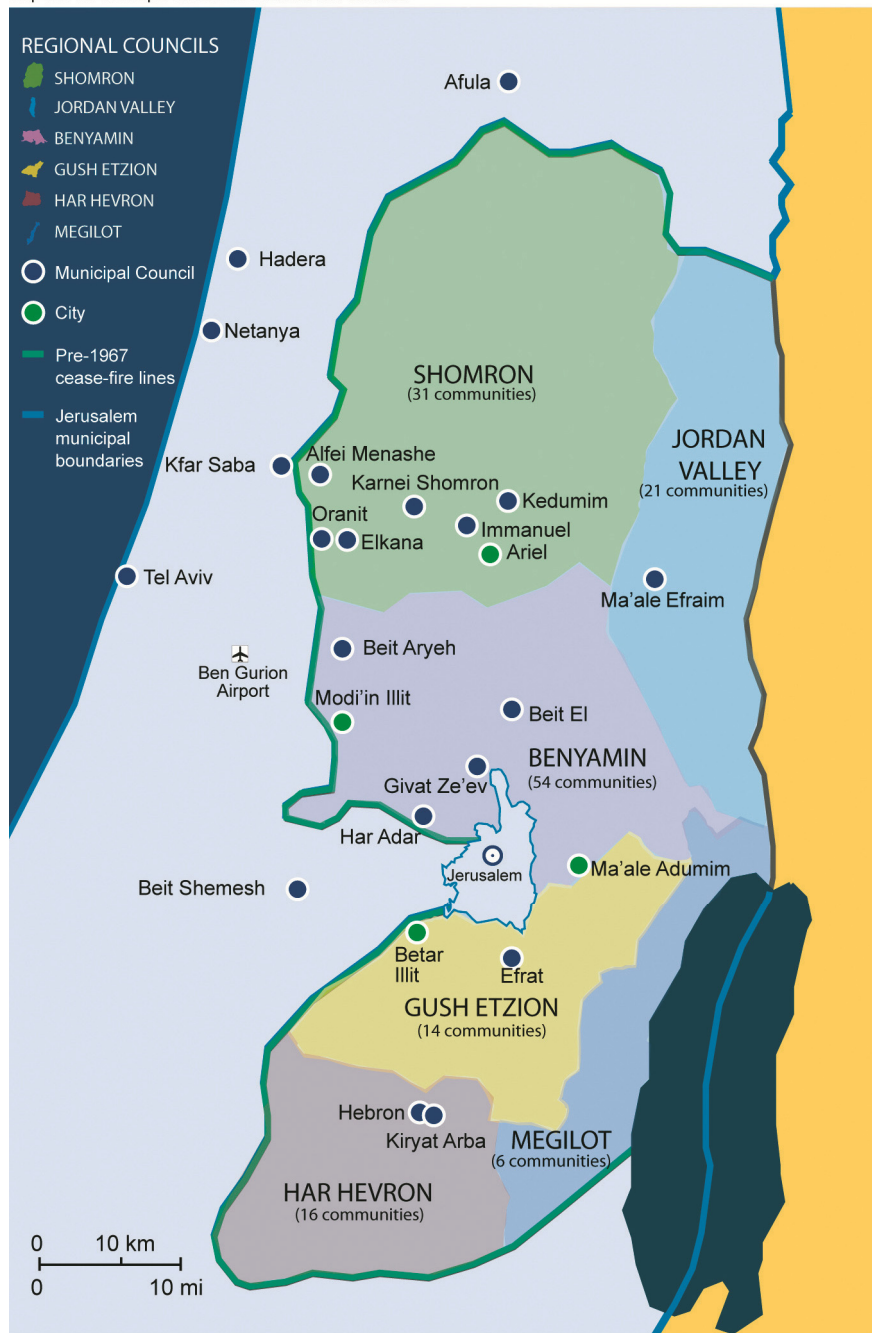 REGIONAL COUNCILS
SHOMRON
JORDAN VALLEY
BENYAMIN
GUSH ETZION
HAR HEVRON
MEGILOT
Municipal Council
City
Pre-1967
cease-fire lines
Jerusalem
municipal
boundaries
Afula
Hadera
Netanya
SHOMRON
(31 communities)
JORDAN
VALLEY
(21 communities)
Kfar Saba
Alfei Menashe
Karnei Shomron
Kedumim
Oranit
Elkana
Immanuel
Ariel
Tel Aviv
Ma'ale Efraim
Ben Gurion
Airport
Beit Aryeh
Modi'in Illit
Beit El
BENYAMIN
(54 communities)
Givat Ze'ev
Har Adar
Jerusalem
Ma'ale Adumim
Beit Shemesh
Betar
Illit
Efrat
GUSH ETZION
(14 communities)
Hebron
Kiryat Arba
MEGILOT
(6 communities)
HAR HEVRON
(16 communities)
0 10 km
0 10 mi